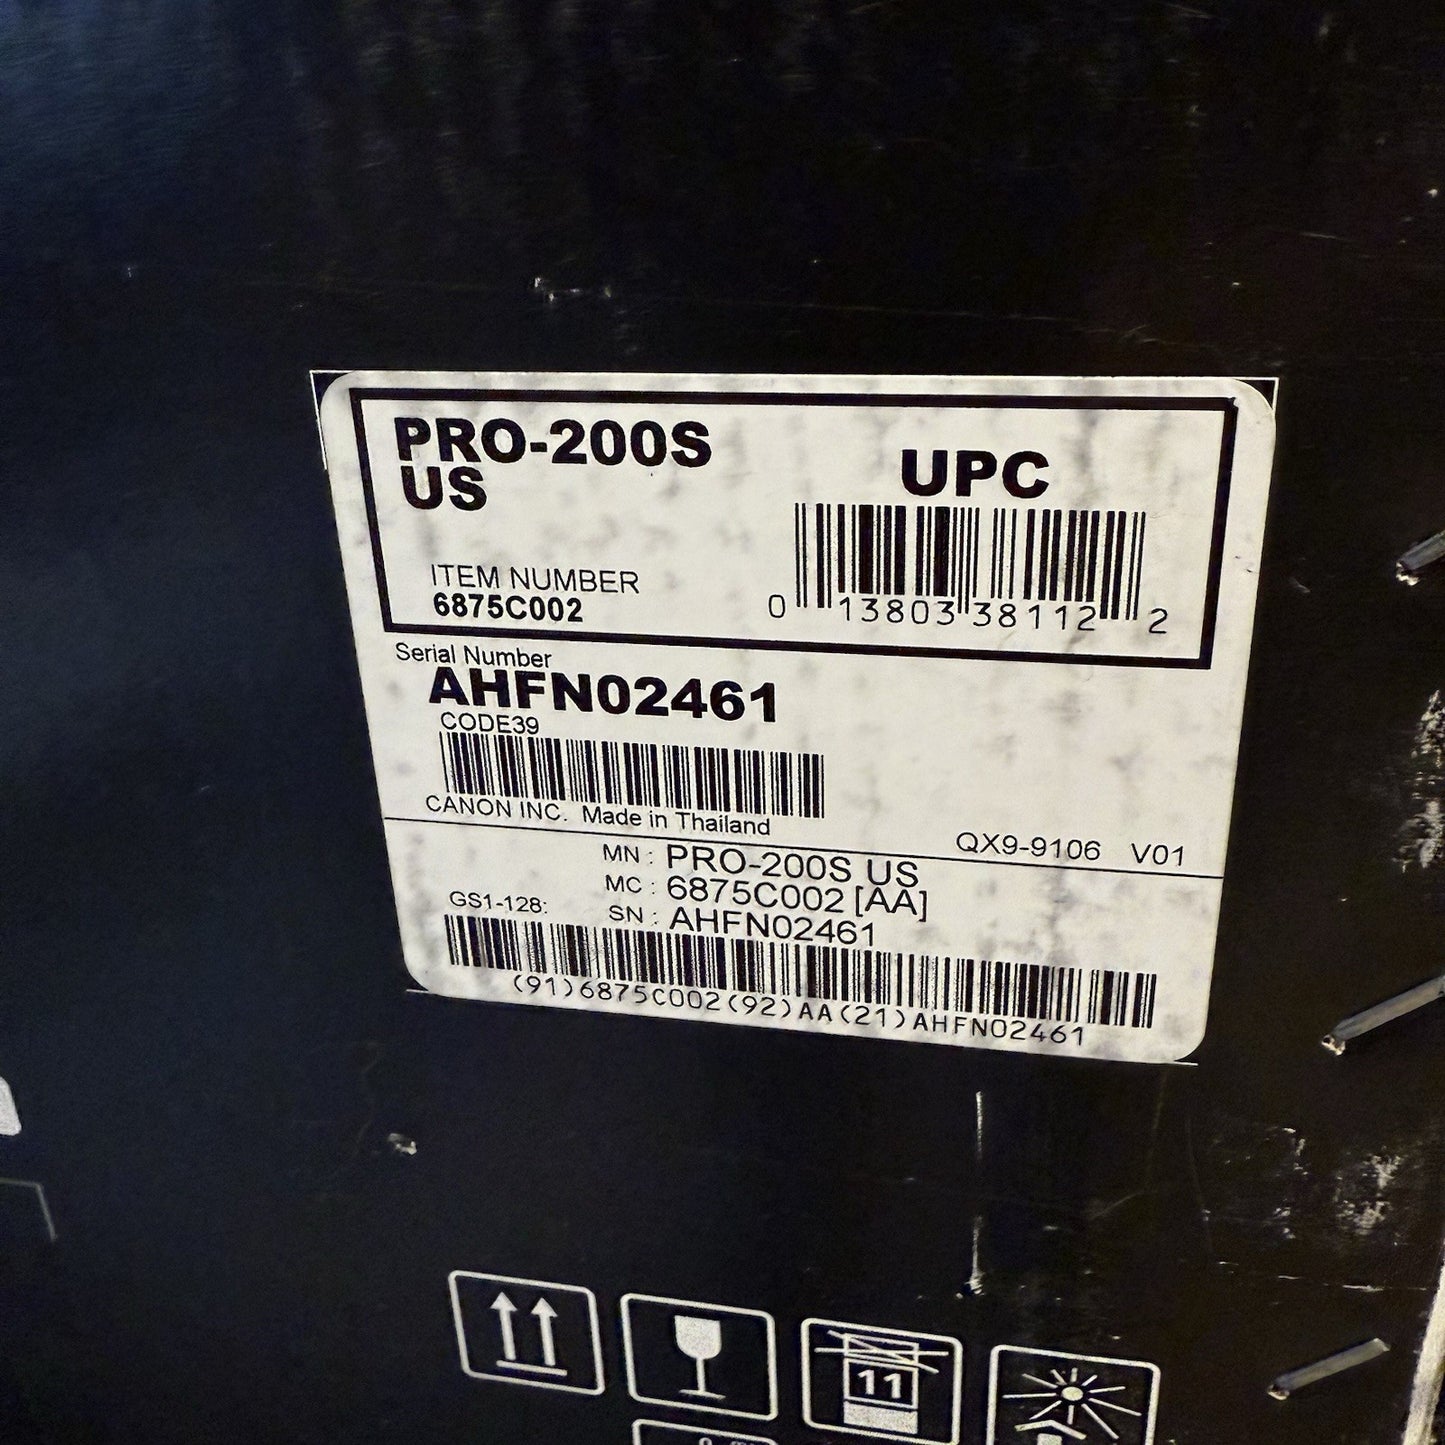 PRO-200S
US
UPC
ITEM NUMBER
6875C002
0 13803 38112 2
Serial Number
AHFN02461
CODE39
CANON INC. Made in Thailand
QX9-9106 V01
MN : PRO-200S US
MC : 6875C002 [AA]
GS1-128: SN : AHFN02461
(91)6875C002(92)AA(21)AHFN02461
11